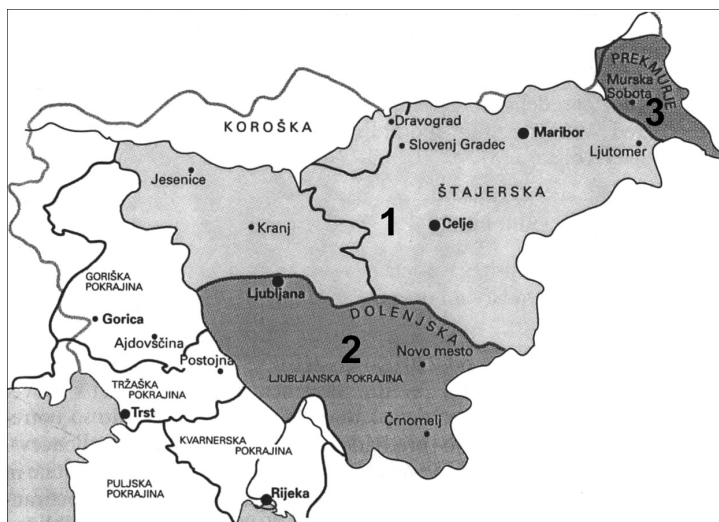 PREKMURJE
Murska
Sobota
3
Dravograd
KOROŠKA
Maribor
Slovenj Gradec
Ljutomer
Jesenice
ŠTAJERSKA
1
Kranj
Celje
GORIŠKA
POKRAJINA
Ljubljana
Gorica
DOLENJSKA
Ajdovščina
2
Novo mesto
Postojna
LJUBLJANSKA POKRAJINA
TRŽAŠKA
POKRAJINA
Trst
Črnomelj
KVARNERSKA
POKRAJINA
PULJSKA
POKRAJINA
Rijeka